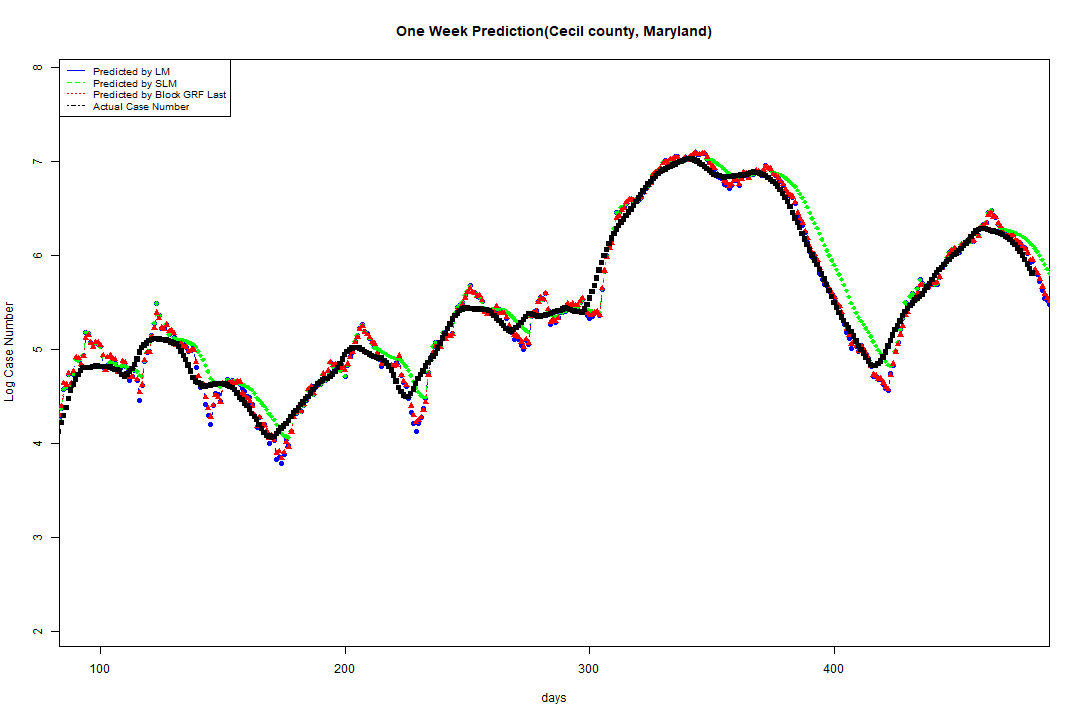 One Week Prediction(Cecil county, Maryland)
Predicted by LM
Predicted by SLM
Predicted by Block GRF Last
Actual Case Number
8
7
6
5
4
3
2
Log Case Number
100 200 300 400
days